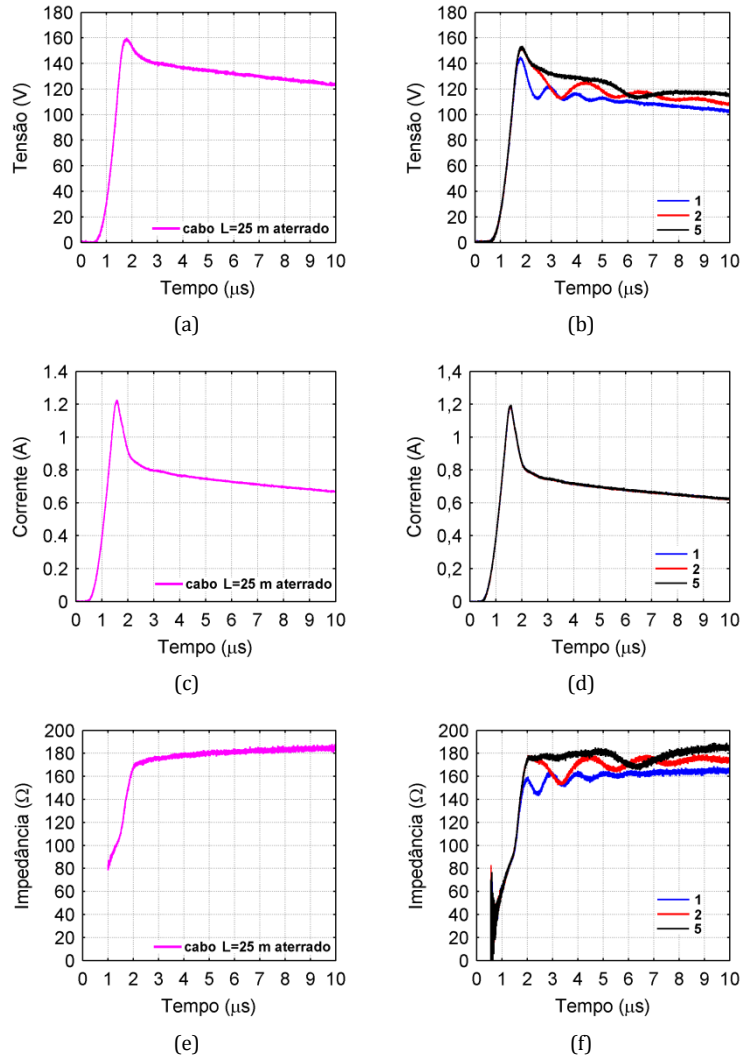 180
160
140
120
100
80
60
40
20
0
Tensão (V)
cabo L=25 m aterrado
0 1 2 3 4 5 6 7 8 9 10
Tempo (μs)
(a)
180
160
140
120
100
80
60
40
20
0
Tensão (V)
1
2
5
0 1 2 3 4 5 6 7 8 9 10
Tempo (μs)
(b)
1,4
1,2
1
0,8
0,6
0,4
0,2
0
Corrente (A)
cabo L=25 m aterrado
0 1 2 3 4 5 6 7 8 9 10
Tempo (μs)
(c)
1,4
1,2
1
0,8
0,6
0,4
0,2
0
Corrente (A)
1
2
5
0 1 2 3 4 5 6 7 8 9 10
Tempo (μs)
(d)
200
180
160
140
120
100
80
60
40
20
0
Impedância (Ω)
cabo L=25 m aterrado
0 1 2 3 4 5 6 7 8 9 10
Tempo (μs)
(e)
200
180
160
140
120
100
80
60
40
20
0
Impedância (Ω)
1
2
5
0 1 2 3 4 5 6 7 8 9 10
Tempo (μs)
(f)